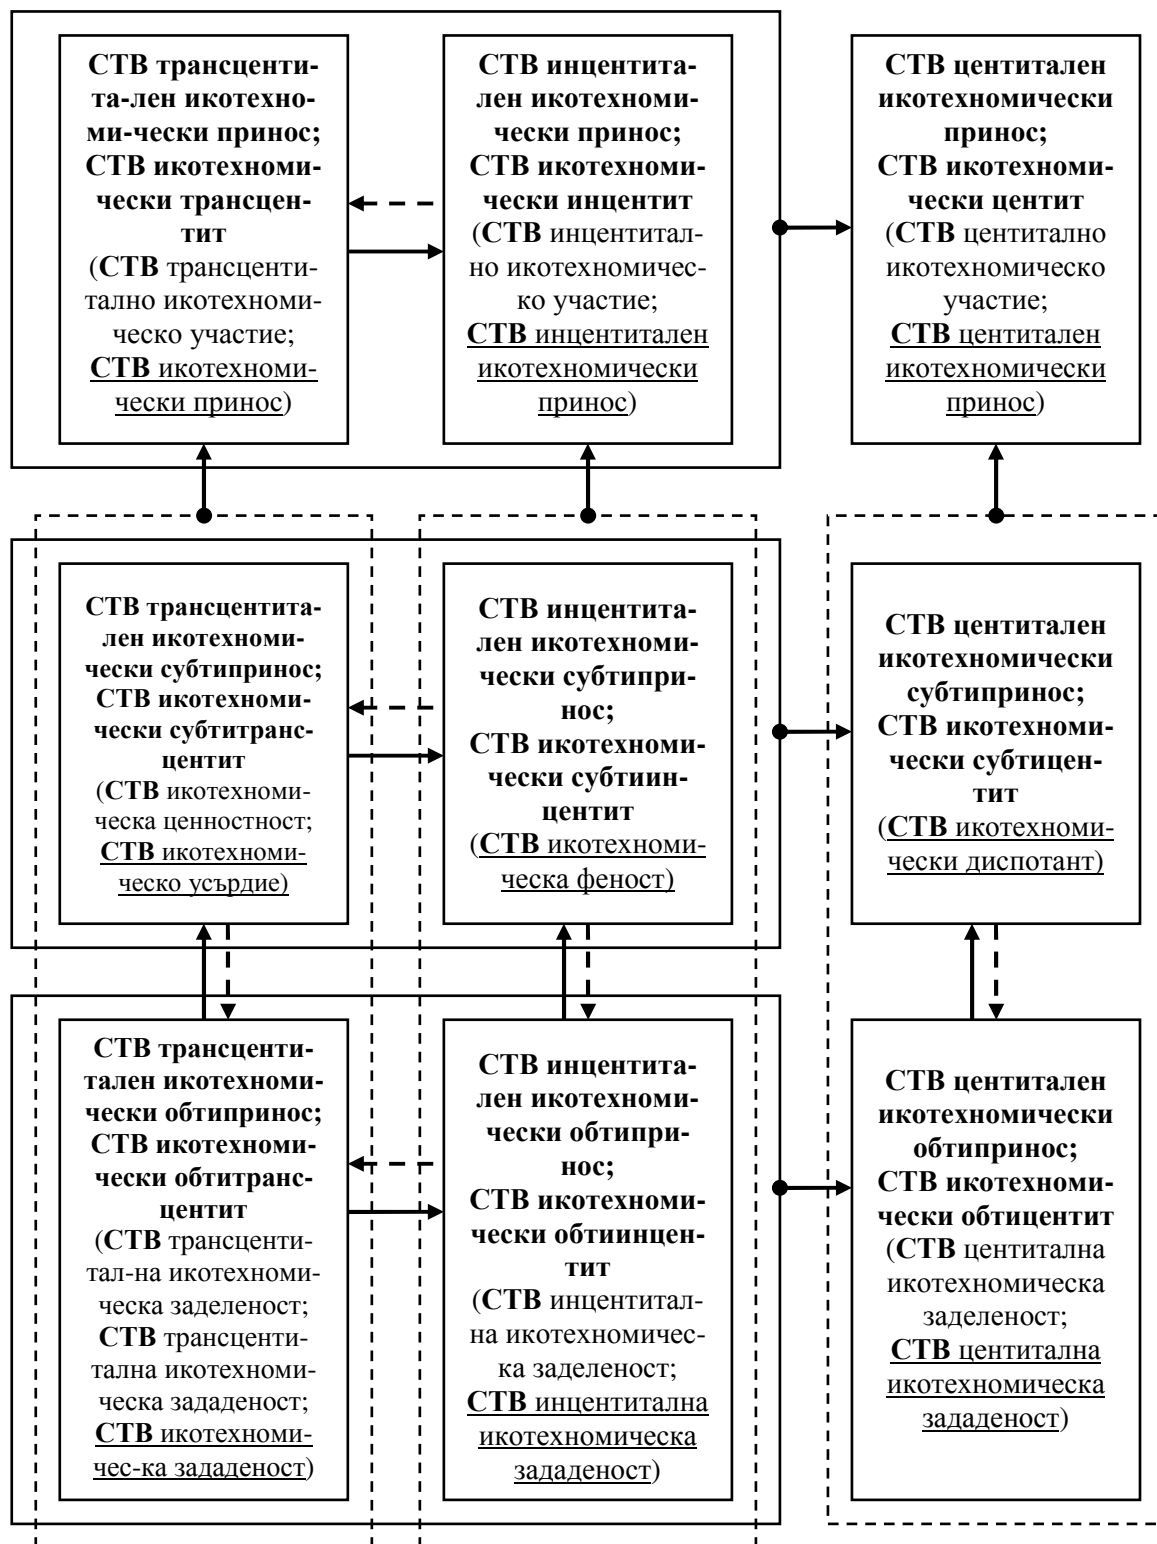 СТВ трансценти-
та-лен икотехно-
ми-чески принос;
СТВ икотехноми-
чески трансцен-
тит
(СТВ трансценти-
тално икотехноми-
ческо участие;
СТВ икотехноми-
чески принос)
СТВ инцентита-
лен икотехноми-
чески принос;
СТВ икотехноми-
чески инцентит
(СТВ инцентитал-
но икотехномичес-
ко участие;
СТВ инцентитален
икотехномически
принос)
СТВ центитален
икотехномически
принос;
СТВ икотехноми-
чески центит
(СТВ центитално
икотехномическо
участие;
СТВ центитален
икотехномически
принос)
СТВ трансцентита-
лен икотехноми-
чески субтипринос;
СТВ икотехноми-
чески субтитранс-
центит
(СТВ икотехноми-
ческа ценностност;
СТВ икотехноми-
ческо усърдие)
СТВ инцентита-
лен икотехноми-
чески субтипри-
нос;
СТВ икотехноми-
чески субтиин-
центит
(СТВ икотехноми-
ческа феност)
СТВ центитален
икотехномически
субтипринос;
СТВ икотехноми-
чески субтицен-
тит
(СТВ икотехноми-
чески диспотант)
СТВ трансценти-
тален икотехноми-
чески обтипринос;
СТВ икотехноми-
чески обтитранс-
центит
(СТВ трансценти-
тал-на икотехноми-
ческа заделеност;
СТВ трансценти-
тална икотехноми-
ческа зададеност;
СТВ икотехноми-
чес-ка зададеност)
СТВ инцентита-
лен икотехноми-
чески обтипри-
нос;
СТВ икотехноми-
чески обтиинцен-
тит
(СТВ инцентитал-
на икотехномичес-
ка заделеност;
СТВ инцентитална
икотехномическа
зададеност)
СТВ центитален
икотехномически
обтипринос;
СТВ икотехноми-
чески обтицентит
(СТВ центитална
икотехномическа
заделеност;
СТВ центитална
икотехномическа
зададеност)